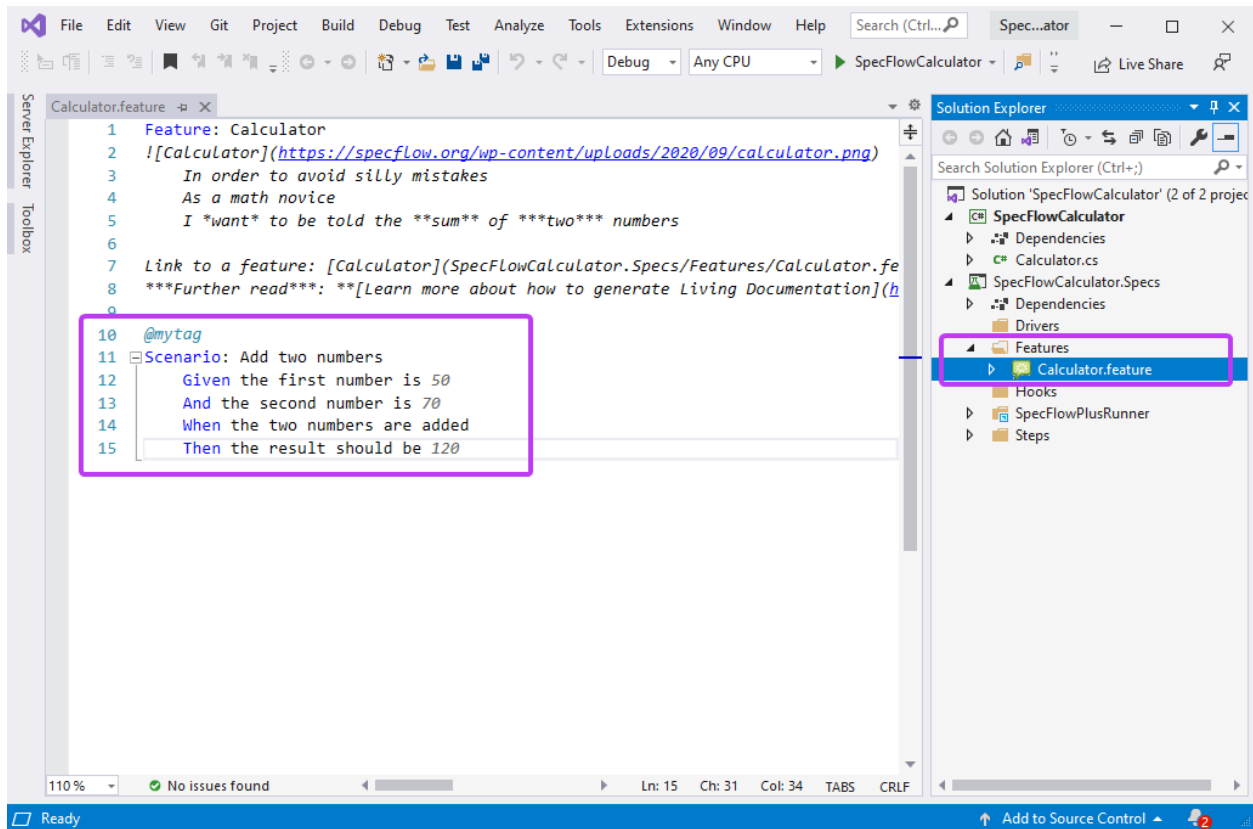 File Edit View Git Project Build Debug Test Analyze Tools Extensions Window Help Search (Ctrl... Spec...ator
Debug Any CPU SpecFlowCalculator Live Share
Server Explorer
Toolbox
Calculator.feature
1 Feature: Calculator
2 ![Calculator](https://specflow.org/wp-content/uploads/2020/09/calculator.png)
3 In order to avoid silly mistakes
4 As a math novice
5 I *want* to be told the **sum** of ***two*** numbers
6
7 Link to a feature: [Calculator](SpecFlowCalculator.Specs/Features/Calculator.fe
8 ***Further read***: **[Learn more about how to generate Living Documentation](h
9
10 @mytag
11 Scenario: Add two numbers
12 Given the first number is 50
13 And the second number is 70
14 When the two numbers are added
15 Then the result should be 120
110 % No issues found Ln: 15 Ch: 31 Col: 34 TABS CRLF
Solution Explorer
Search Solution Explorer (Ctrl+;)
Solution 'SpecFlowCalculator' (2 of 2 projec
C# SpecFlowCalculator
Dependencies
C# Calculator.cs
SpecFlowCalculator.Specs
Dependencies
Drivers
Features
Calculator.feature
Hooks
SpecFlowPlusRunner
Steps
Ready Add to Source Control 2